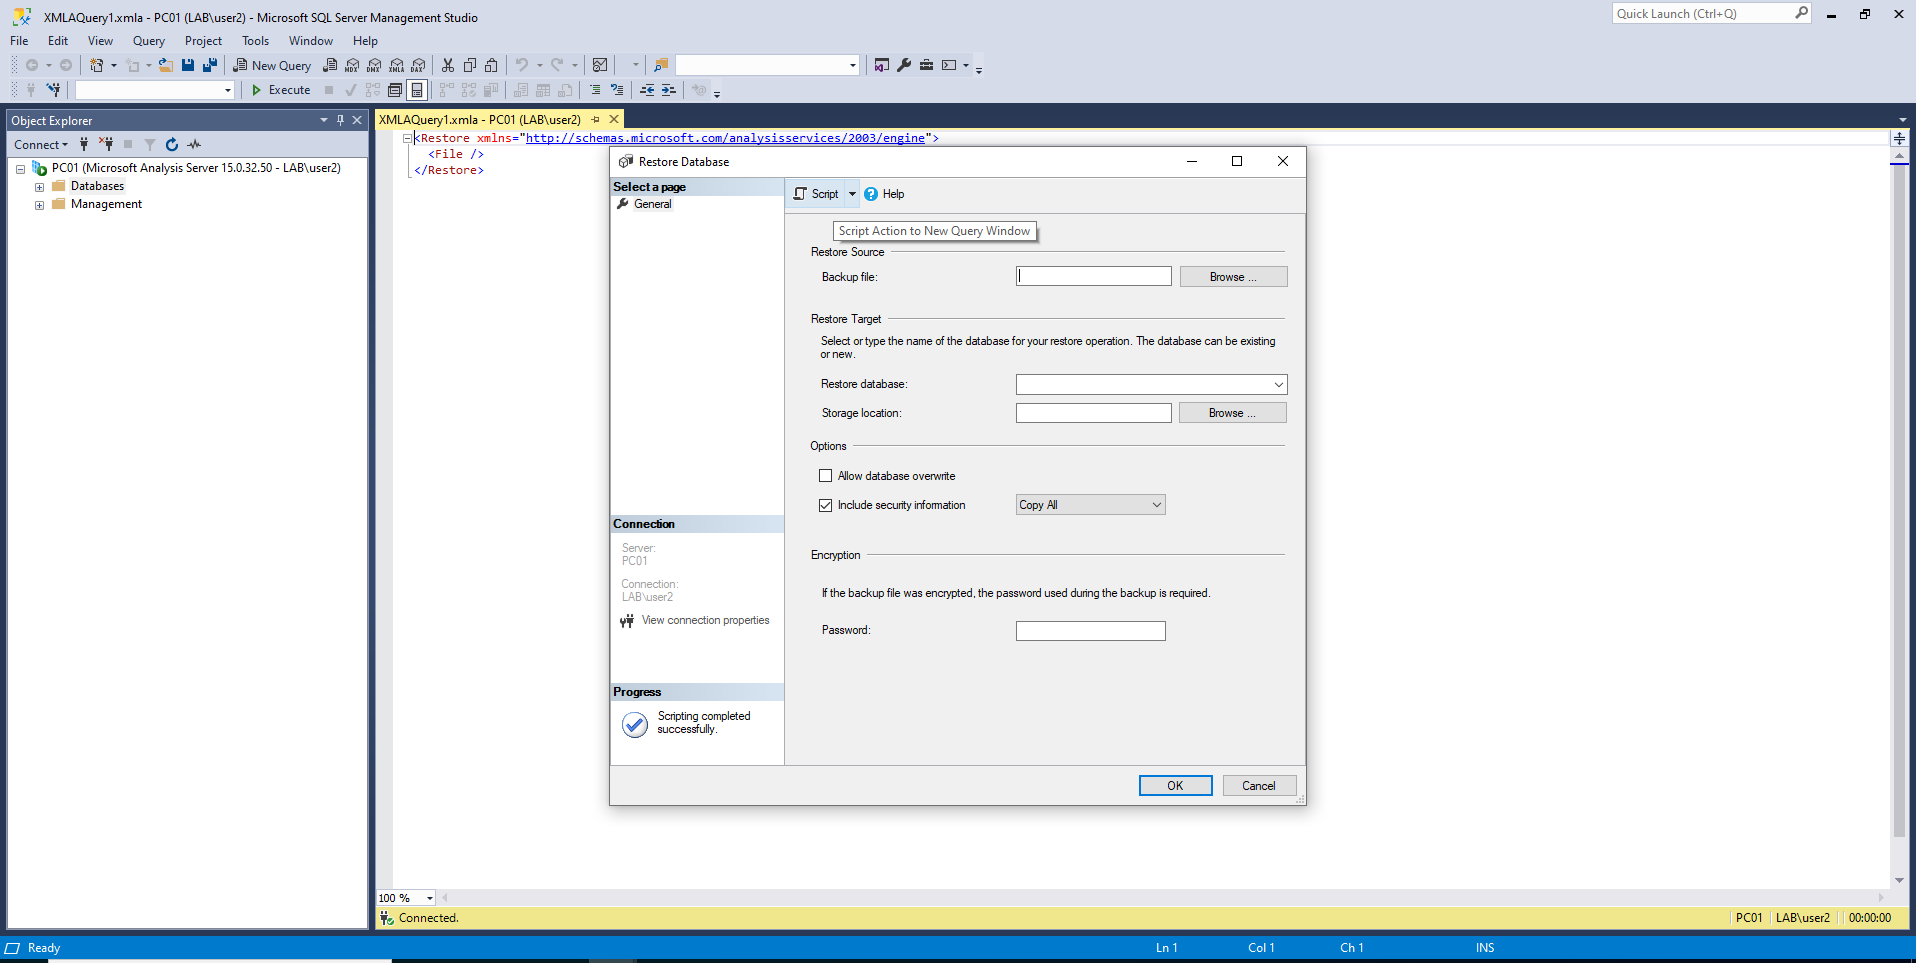 XMLAQuery1.xmla - PC01 (LAB\user2) - Microsoft SQL Server Management Studio
Quick Launch (Ctrl+Q)
File Edit View Query Project Tools Window Help
New Query MDX DMX XMLA DAX
Execute
Object Explorer
XMLAQuery1.xmla - PC01 (LAB\user2)
Connect
PC01 (Microsoft Analysis Server 15.0.32.50 - LAB\user2)
Databases
Management
<Restore xmlns="http://schemas.microsoft.com/analysisservices/2003/engine">
<File />
</Restore>
Restore Database
Select a page
General
Script Help
Script Action to New Query Window
Restore Source
Backup file: Browse ...
Restore Target
Select or type the name of the database for your restore operation. The database can be existing
or new.
Restore database:
Storage location: Browse ...
Options
Allow database overwrite
Include security information Copy All
Encryption
If the backup file was encrypted, the password used during the backup is required.
Password:
Connection
Server:
PC01
Connection:
LAB\user2
View connection properties
Progress
Scripting completed
successfully.
OK Cancel
100 %
Connected. PC01 LAB\user2 00:00:00
Ready Ln 1 Col 1 Ch 1 INS